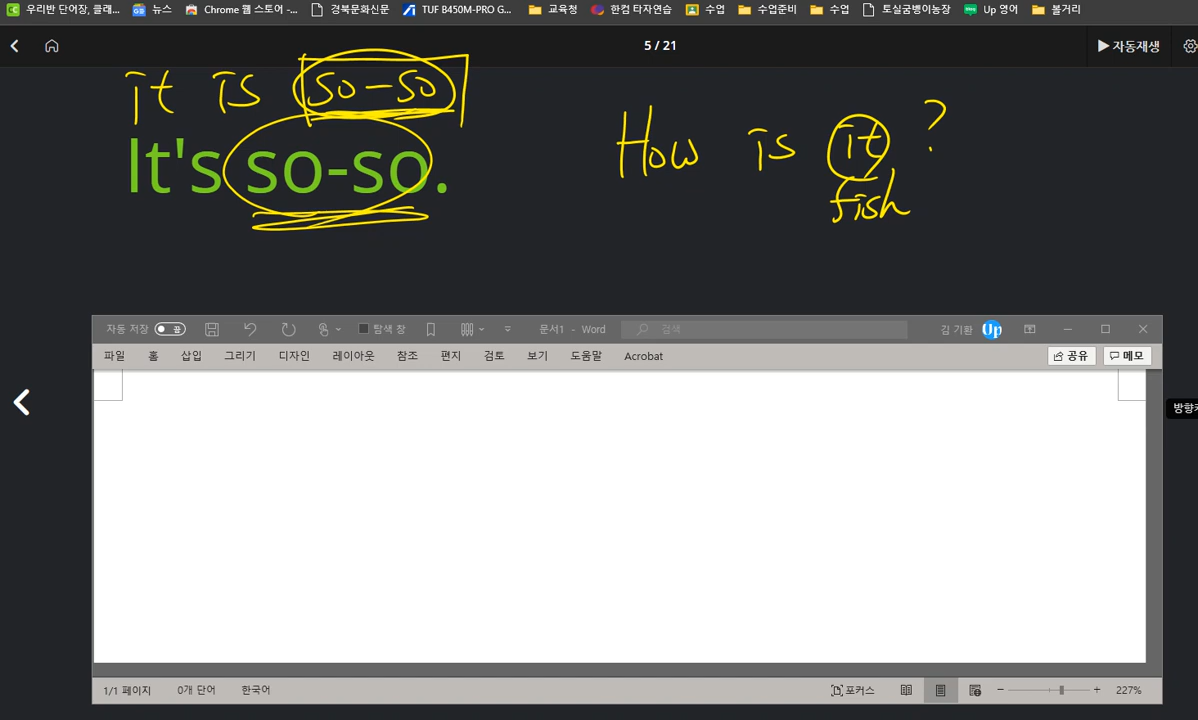 우리반 단어장, 클래... 뉴스 Chrome 웹 스토어 -... 경북문화신문 TUF B450M-PRO G... 교육청 한컴 타자연습 수업 수업준비 수업 토실굼벵이농장 Up 영어 볼거리
5 / 21
자동재생
it is so-so
It's so-so.
How is it ?
fish
자동 저장 끔 탐색 창 문서1 - Word 검색 김 기환 Up
파일 홈 삽입 그리기 디자인 레이아웃 참조 편지 검토 보기 도움말 Acrobat 공유 메모
방향키
1/1 페이지 0개 단어 한국어 포커스 227%